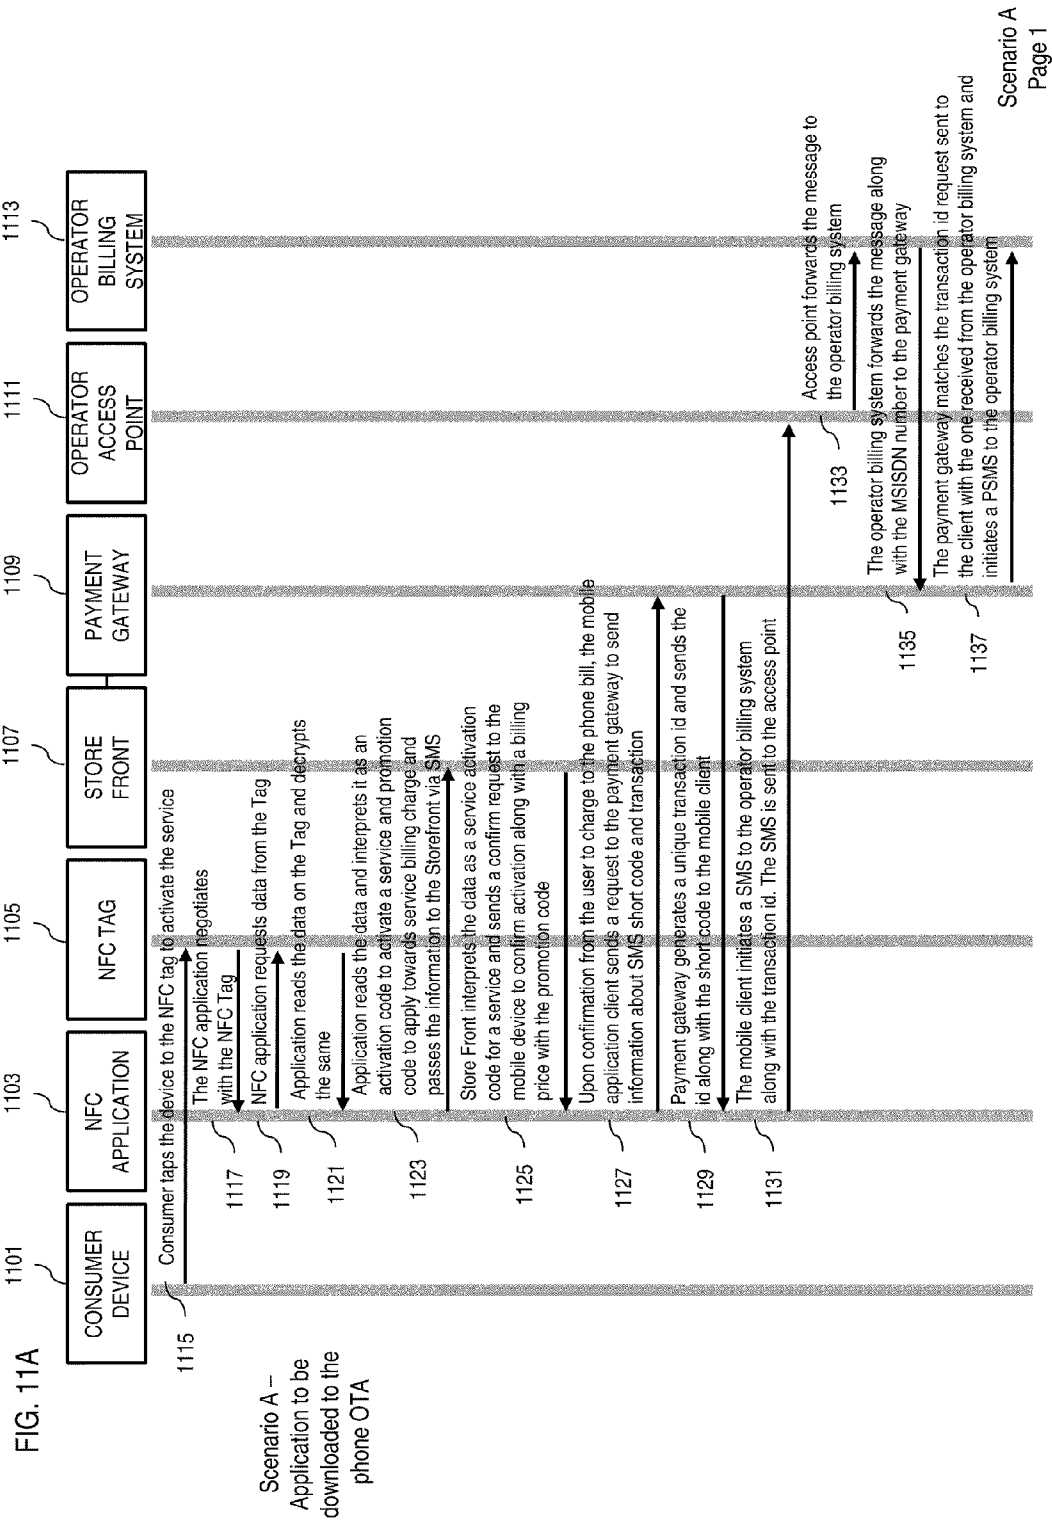 FIG. 11A
1101
1103
1105
1107
1109
1111
1113
CONSUMER
DEVICE
NFC
APPLICATION
NFC TAG
STORE
FRONT
PAYMENT
GATEWAY
OPERATOR
ACCESS
POINT
OPERATOR
BILLING
SYSTEM
Scenario A –
Application to be
downloaded to the
phone OTA
1115
Consumer taps the device to the NFC tag to activate the service
1117
The NFC application negotiates
with the NFC Tag
1119
NFC application requests data from the Tag
1121
Application reads the data on the Tag and decrypts
the same
1123
Application reads the data and interprets it as an
activation code to activate a service and promotion
code to apply towards service billing charge and
passes the information to the Storefront via SMS
1125
Store Front interprets the data as a service activation
code for a service and sends a confirm request to the
mobile device to confirm activation along with a billing
price with the promotion code
1127
Upon confirmation from the user to charge to the phone bill, the mobile
application client sends a request to the payment gateway to send
information about SMS short code and transaction
1129
Payment gateway generates a unique transaction id and sends the
id along with the short code to the mobile client
1131
The mobile client initiates a SMS to the operator billing system
along with the transaction id. The SMS is sent to the access point
1133
Access point forwards the message to
the operator billing system
1135
The operator billing system forwards the message along
with the MSISDN number to the payment gateway
1137
The payment gateway matches the transaction id request sent to
the client with the one received from the operator billing system and
initiates a PSMS to the operator billing system
Scenario A
Page 1